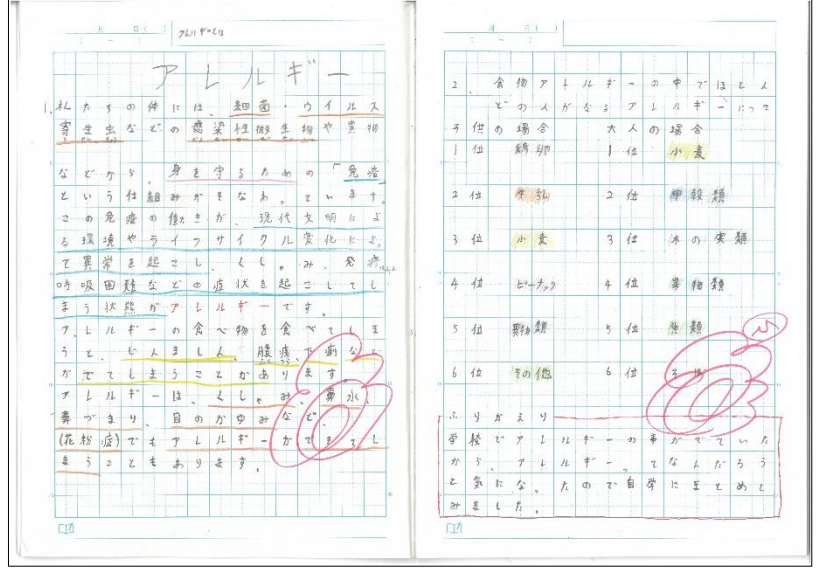 アレルギーとは
アレルギー
1、私たちの体には、細菌・ウイルス
寄生虫などの感染性微生物や異物
などから、身を守るための「免疫」
という仕組みがそなわっています。
この免疫の働きが、現代文明によ
る環境やライフサイクル変化によっ
て異常を起こし、くしゃみ、発疹、
呼吸困難などの症状を起こしてし
まう状態がアレルギーです。
アレルギーの食べ物を食べてしま
うと、じんましん、腹痛、下痢など
がでてしまうことがあります。
アレルギーは、くしゃみ、鼻水、
鼻づまり、目のかゆみなど、
(花粉症)でもアレルギーがでてし
まうこともあります。
月 日( )
2、食物アレルギーの中でほとん
どの人がなるアレルギーにって
子供の場合 大人の場合
1位 鶏卵 1位 小麦
2位 牛乳 2位 甲殻類
3位 小麦 3位 木の実類
4位 ピーナッツ 4位 果物類
5位 果物類 5位 魚類
6位 その他 6位
ふりかえり
学校でアレルギーの事がでていた
から、アレルギーってなんだろう
と気になったので自学にまとめて
みました。